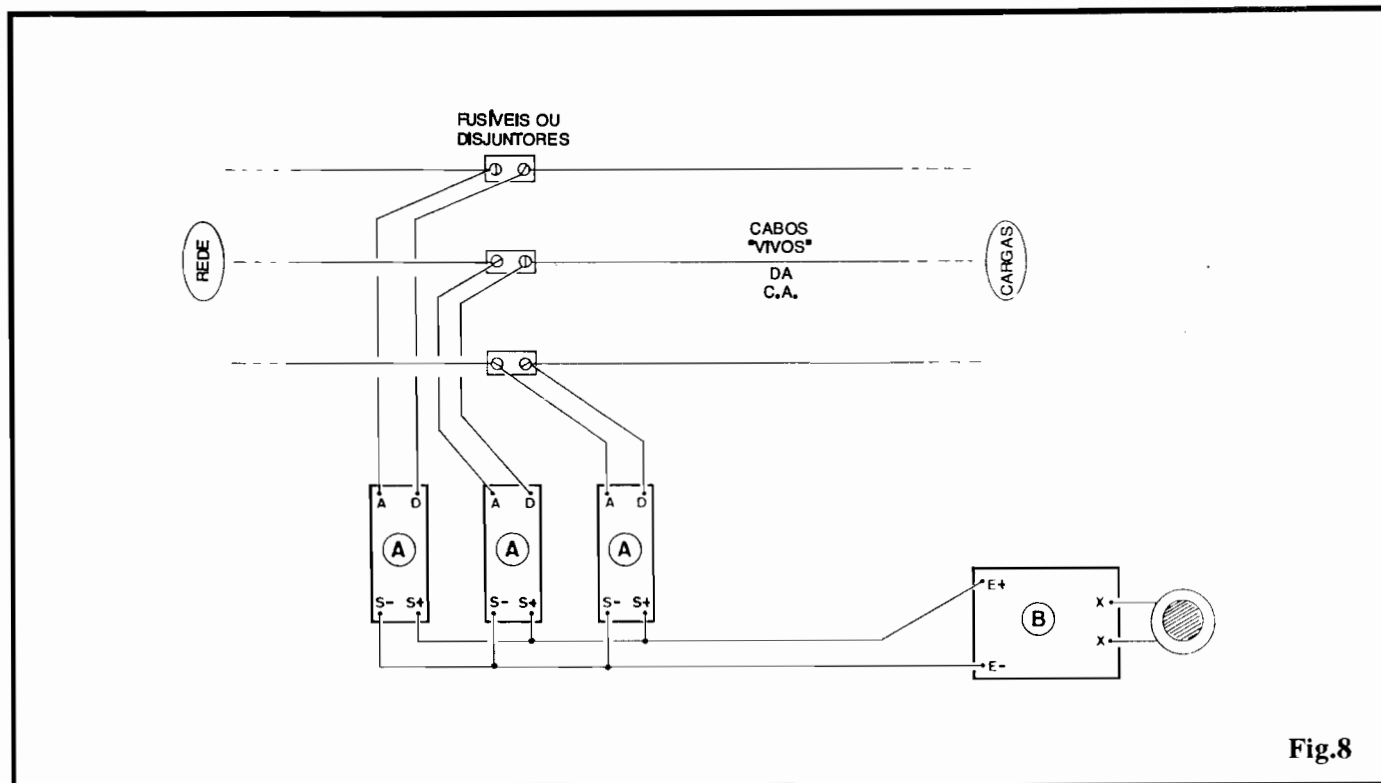 FUSÍVEIS OU
DISJUNTORES
REDE
CABOS
"VIVOS"
DA
C.A.
CARGAS
A D
A D
A D
A
A
A
S- S+
S- S+
S- S+
E+
E-
B
X
X
Fig.8